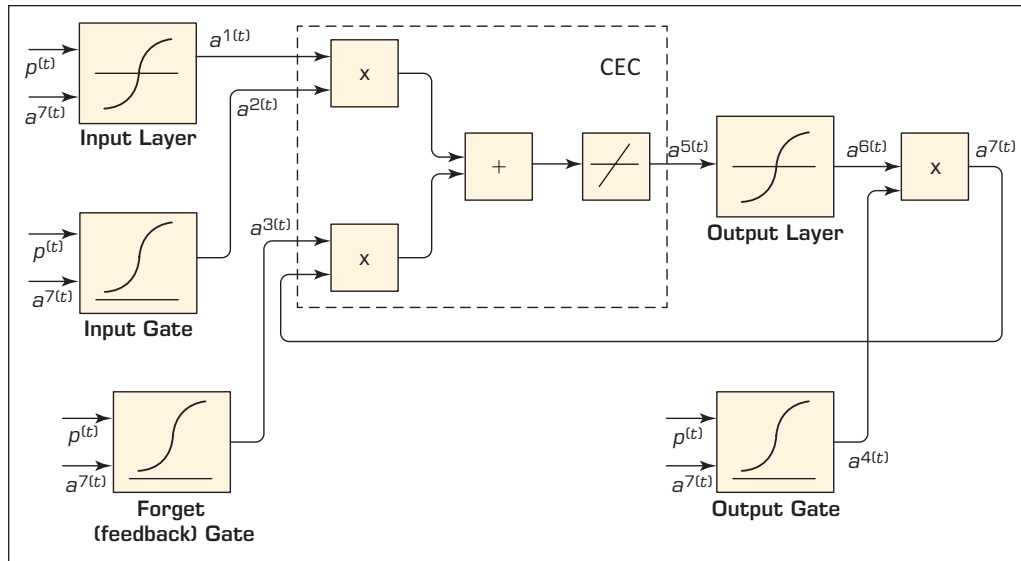 p(t)
a7(t)
Input Layer
a1(t)
x
CEC
a2(t)
p(t)
a7(t)
Input Gate
a3(t)
x
+
a5(t)
Output Layer
a6(t)
x
a7(t)
p(t)
a7(t)
Forget
(feedback) Gate
p(t)
a7(t)
Output Gate
a4(t)